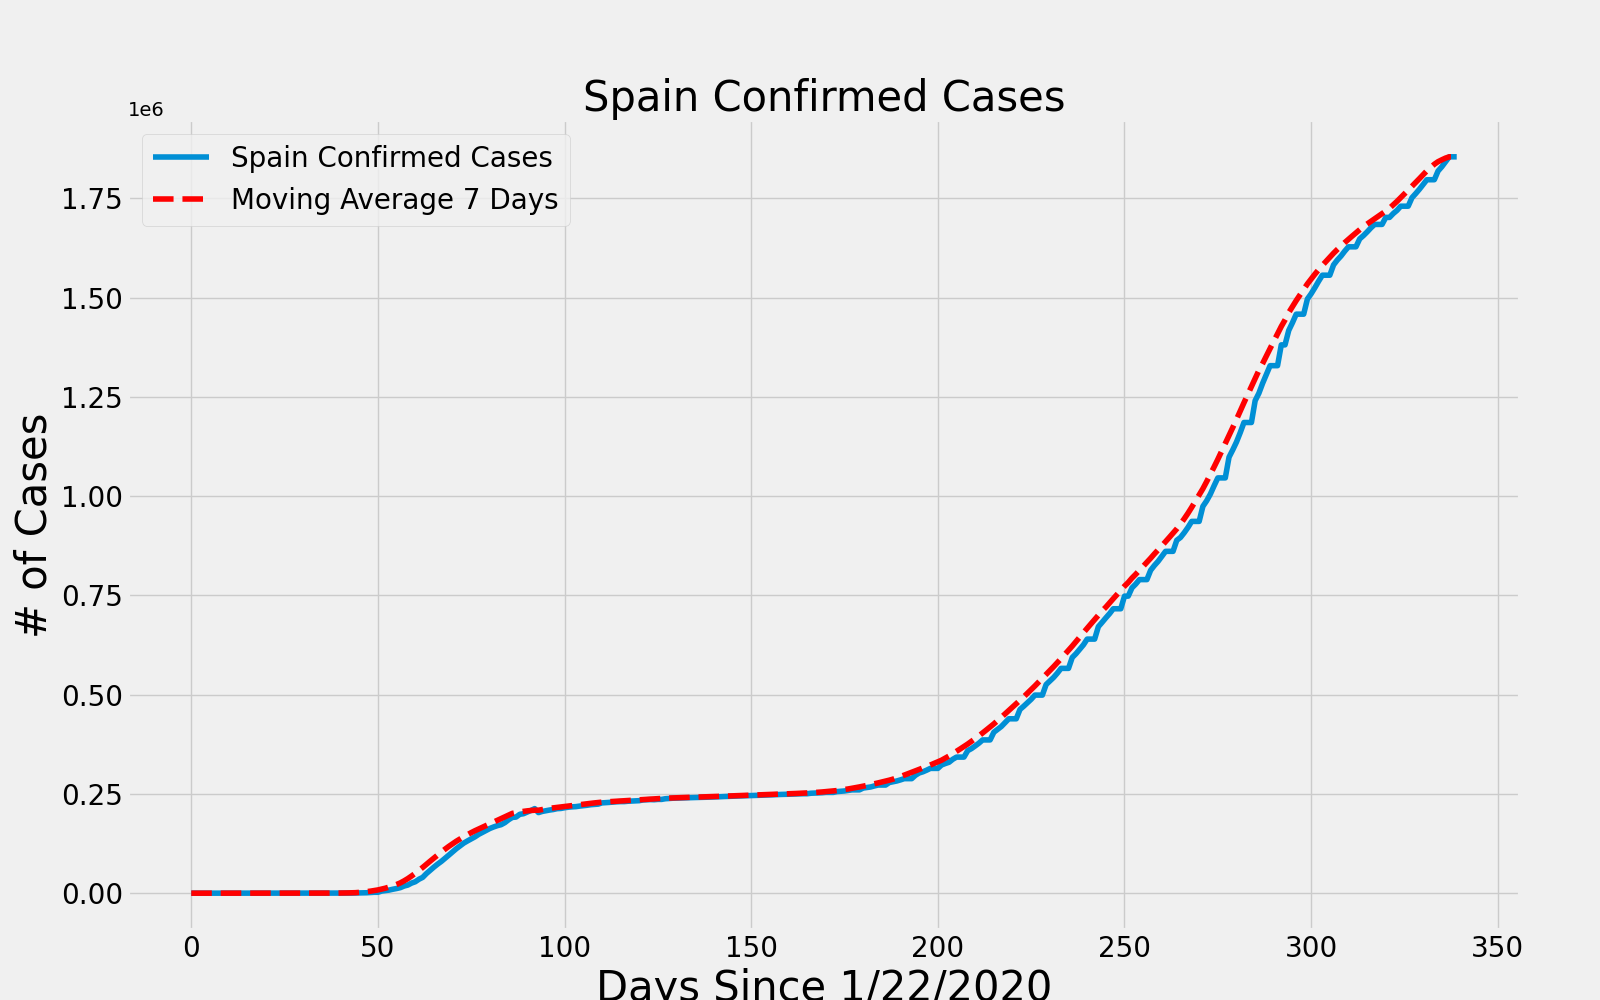 Spain Confirmed Cases
1e6
Spain Confirmed Cases
Moving Average 7 Days
1.75
1.50
1.25
1.00
0.75
0.50
0.25
0.00
# of Cases
0 50 100 150 200 250 300 350
Days Since 1/22/2020